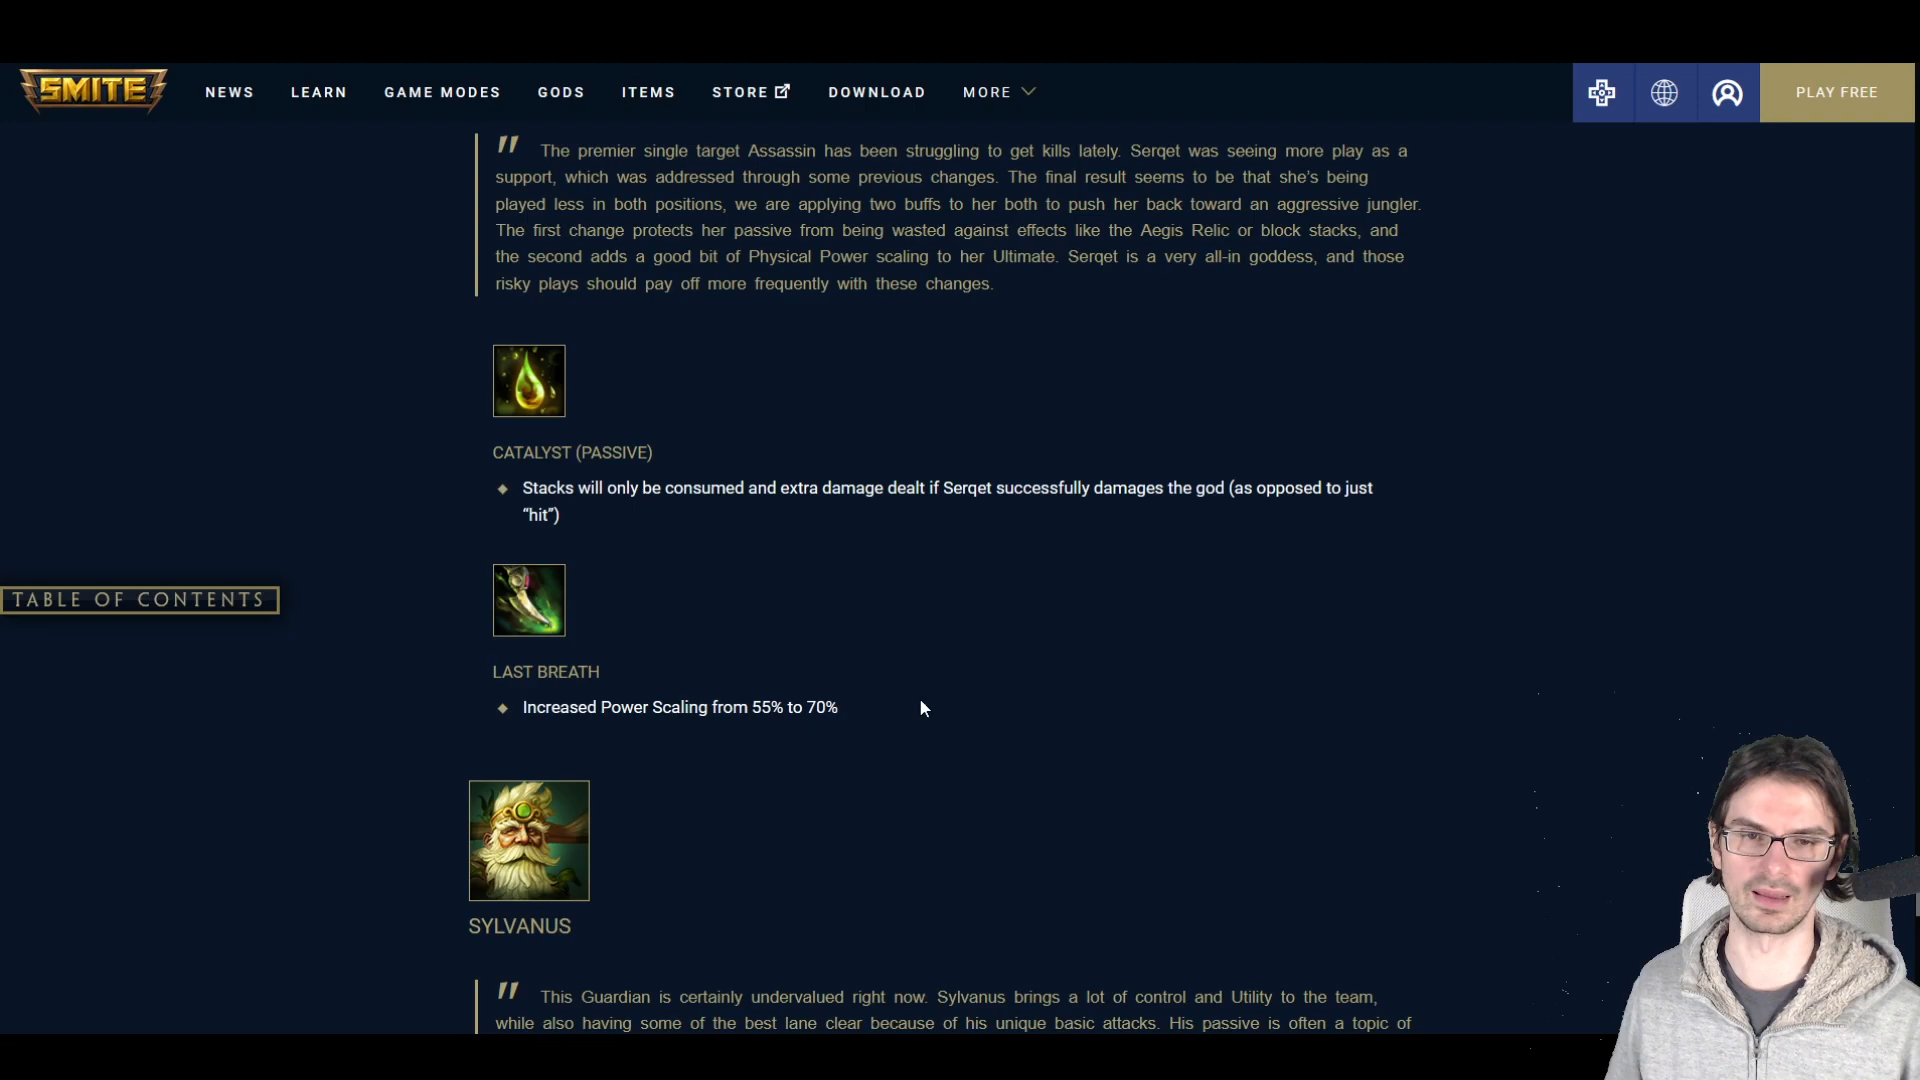 SMITE
NEWS LEARN GAME MODES GODS ITEMS STORE DOWNLOAD MORE PLAY FREE
" The premier single target Assassin has been struggling to get kills lately. Serqet was seeing more play as a
support, which was addressed through some previous changes. The final result seems to be that she's being
played less in both positions, we are applying two buffs to her both to push her back toward an aggressive jungler.
The first change protects her passive from being wasted against effects like the Aegis Relic or block stacks, and
the second adds a good bit of Physical Power scaling to her Ultimate. Serqet is a very all-in goddess, and those
risky plays should pay off more frequently with these changes.
CATALYST (PASSIVE)
Stacks will only be consumed and extra damage dealt if Serqet successfully damages the god (as opposed to just
“hit”)
TABLE OF CONTENTS
LAST BREATH
Increased Power Scaling from 55% to 70%
SYLVANUS
" This Guardian is certainly undervalued right now. Sylvanus brings a lot of control and Utility to the team,
while also having some of the best lane clear because of his unique basic attacks. His passive is often a topic of